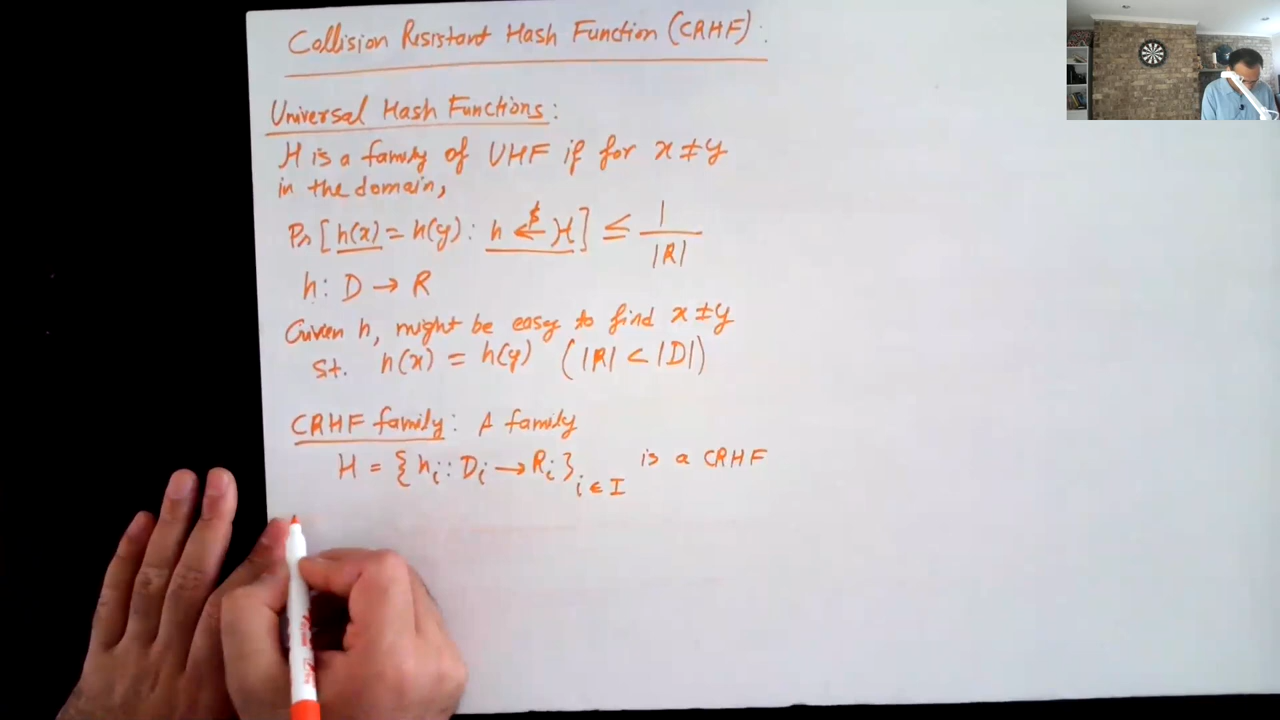 Collision Resistant Hash Function (CRHF):
Universal Hash Functions:
H is a family of UHF if for x ≠ y
in the domain,
Pr [ h(x) = h(y) : h ←$ H ] ≤ 1/|R|
h: D → R
Given h, might be easy to find x ≠ y
St. h(x) = h(y) (|R| < |D|)
CRHF family: A family
H = { hᵢ: Dᵢ → Rᵢ }ᵢ ∈ I is a CRHF